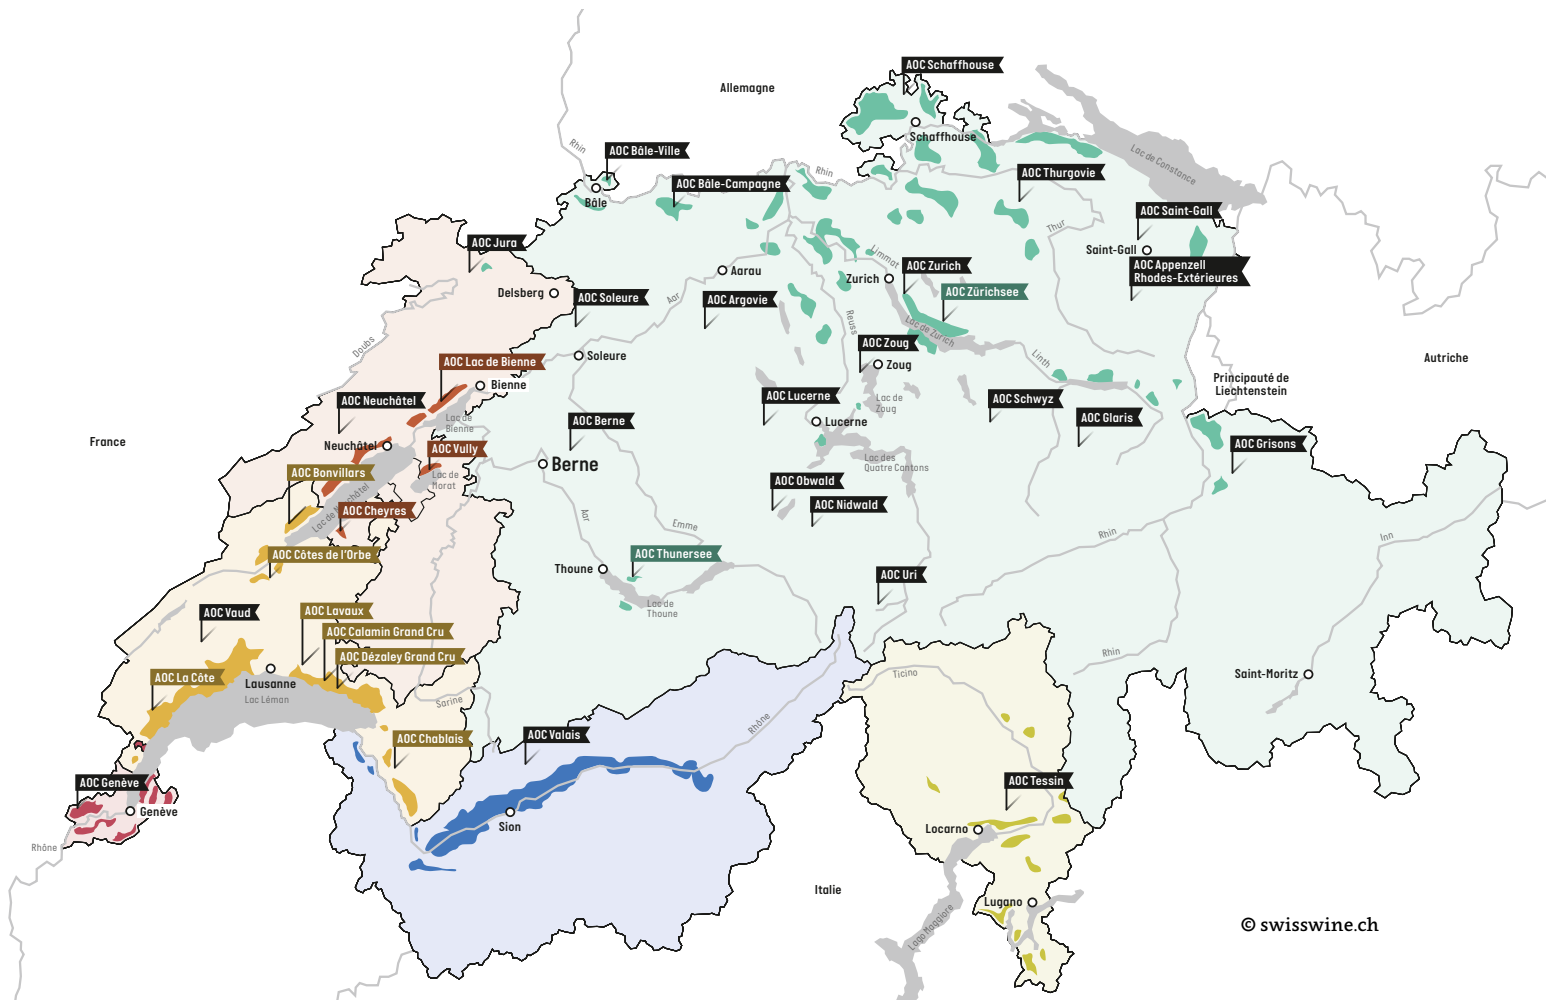 AOC Schaffhouse
Allemagne
Schaffhouse
Rhin
AOC Bâle-Ville
Lac de Constance
Rhin
AOC Thurgovie
AOC Bâle-Campagne
Bâle
AOC Saint-Gall
Thur
AOC Jura
Saint-Gall
Limmat
AOC Appenzell
Rhodes-Extérieures
Aarau
Zurich
AOC Zurich
Delsberg
AOC Soleure
Aar
AOC Argovie
AOC Zürichsee
Reuss
Lac de Zurich
Doubs
AOC Zoug
Soleure
Linth
Autriche
AOC Lac de Bienne
Zoug
Bienne
Principauté de
Liechtenstein
AOC Neuchâtel
AOC Lucerne
Lac de
Zoug
AOC Schwyz
Lac de
Bienne
AOC Berne
Lucerne
AOC Glaris
France
Neuchâtel
AOC Vully
AOC Grisons
Berne
Lac des
Quatre Cantons
AOC Bonvillars
Lac de
Morat
AOC Obwald
Lac de Neuchâtel
AOC Cheyres
AOC Nidwald
Aar
Emme
Rhin
Inn
AOC Côtes de l'Orbe
AOC Thunersee
Thoune
AOC Uri
Lac de
Thoune
AOC Vaud
AOC Lavaux
AOC Calamin Grand Cru
AOC Dézaley Grand Cru
Rhin
AOC La Côte
Lausanne
Ticino
Saint-Moritz
Lac Léman
Sarine
Rhône
AOC Chablais
AOC Valais
AOC Genève
AOC Tessin
Genève
Sion
Locarno
Rhône
Italie
Lugano
Lago Maggiore
© swisswine.ch